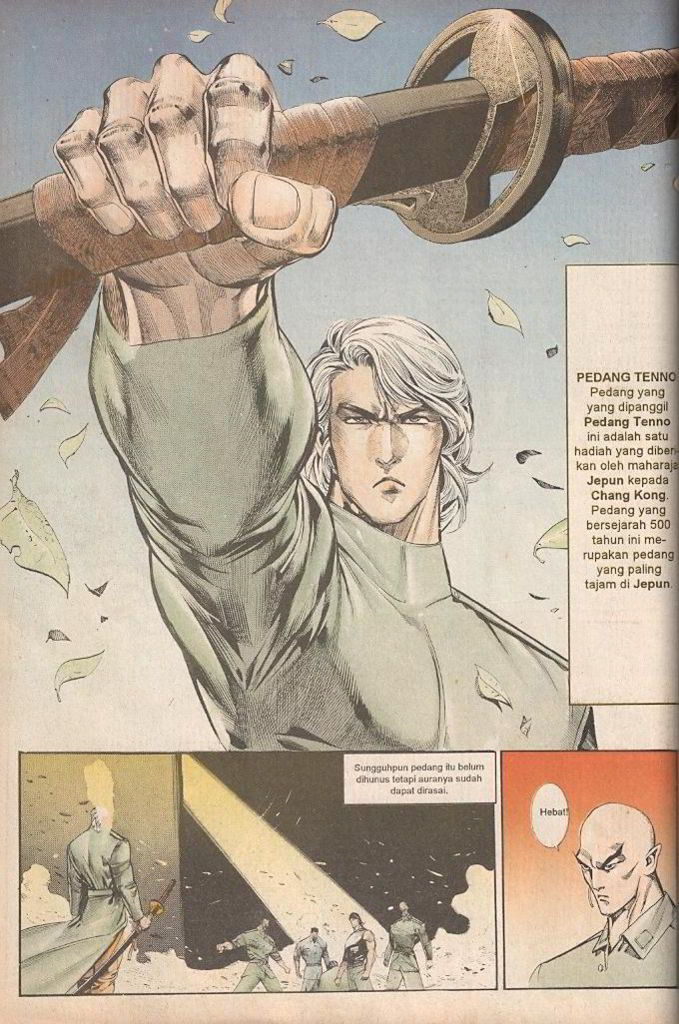 PEDANG TENNO
Pedang yang
yang dipanggil
Pedang Tenno
ini adalah satu
hadiah yang diberi-
kan oleh maharaja
Jepun kepada
Chang Kong.
Pedang yang
bersejarah 500
tahun ini me-
rupakan pedang
yang paling
tajam di Jepun.
Sungguhpun pedang itu belum
dihunus tetapi auranya sudah
dapat dirasai.
Hebat!